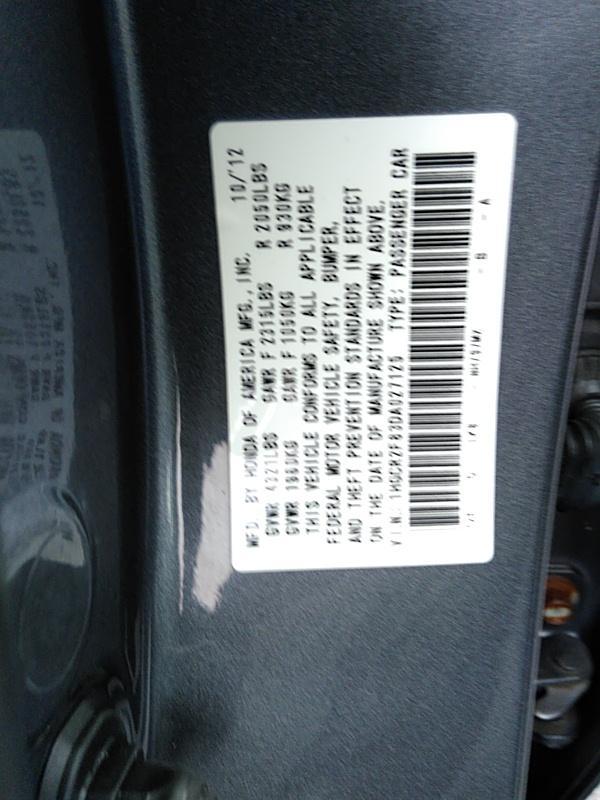 MFD. BY HONDA OF AMERICA MFG., INC. 10/'12
GVWR 4321LBS GAWR F 2315LBS R 2050LBS
GVWR 1960KG GAWR F 1050KG R 930KG
THIS VEHICLE CONFORMS TO ALL APPLICABLE
FEDERAL MOTOR VEHICLE SAFETY, BUMPER,
AND THEFT PREVENTION STANDARDS IN EFFECT
ON THE DATE OF MANUFACTURE SHOWN ABOVE.
V.I.N.: 1HGCR2F83DA027125 TYPE: PASSENGER CAR
B A